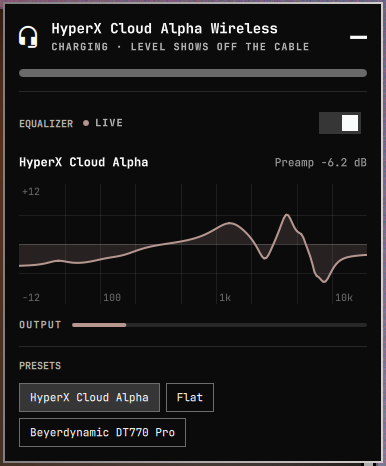 HyperX Cloud Alpha Wireless
CHARGING · LEVEL SHOWS OFF THE CABLE
EQUALIZER LIVE
HyperX Cloud Alpha Preamp -6.2 dB
+12
-12 100 1k 10k
OUTPUT
PRESETS
HyperX Cloud Alpha Flat
Beyerdynamic DT770 Pro